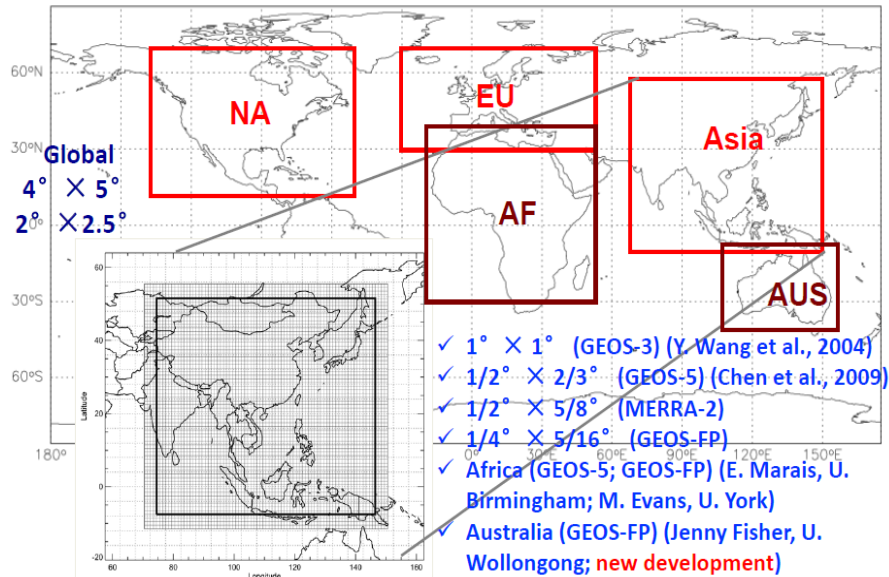 60°N
30°N
0°
30°S
60°S
NA
EU
Asia
AF
AUS
Global
4° × 5°
2° ×2.5°
✓ 1° × 1° (GEOS-3) (Y. Wang et al., 2004)
✓ 1/2° × 2/3° (GEOS-5) (Chen et al., 2009)
✓ 1/2° × 5/8° (MERRA-2)
✓ 1/4° × 5/16° (GEOS-FP)
✓ Africa (GEOS-5; GEOS-FP) (E. Marais, U.
Birmingham; M. Evans, U. York)
✓ Australia (GEOS-FP) (Jenny Fisher, U.
Wollongong; new development)
180°
0°
30°E
60°E
90°E
120°E
150°E
180°
60
40
20
0
-20
Latitude
60
80
100
120
140
160
Longitude